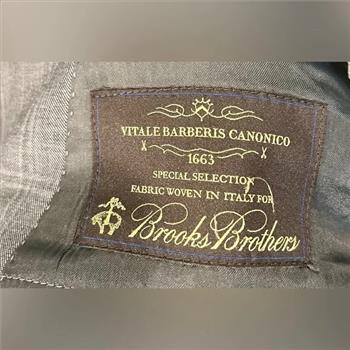 VITALE BARBERIS CANONICO
1663
SPECIAL SELECTION
FABRIC WOVEN IN ITALY FOR
Brooks Brothers